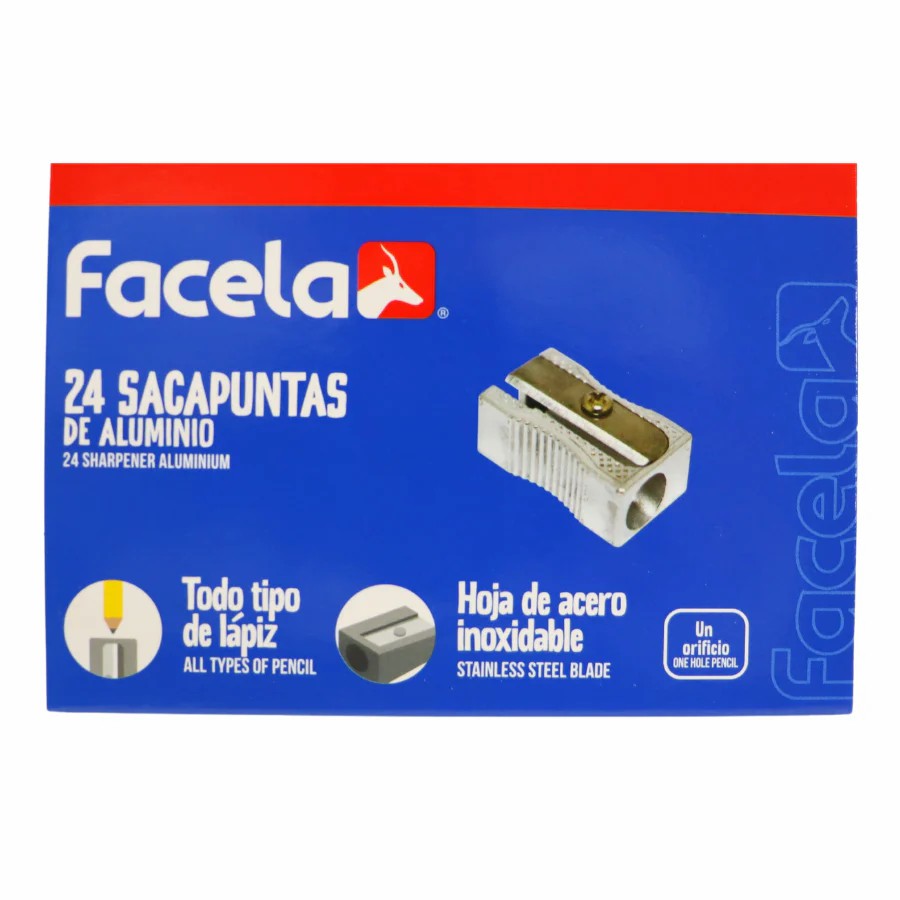 Facela®
24 SACAPUNTAS
DE ALUMINIO
24 SHARPENER ALUMINIUM
Todo tipo
de lápiz
ALL TYPES OF PENCIL
Hoja de acero
inoxidable
STAINLESS STEEL BLADE
Un
orificio
ONE HOLE PENCIL
Facela